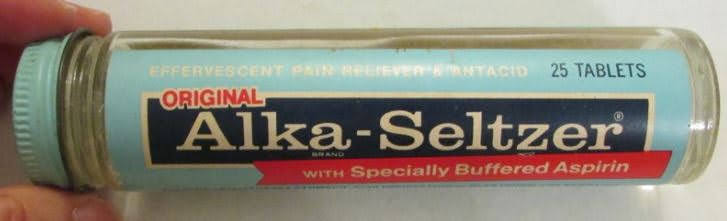 EFFERVESCENT PAIN RELIEVER & ANTACID 25 TABLETS
ORIGINAL
Alka-Seltzer®
BRAND
WITH Specially Buffered Aspirin